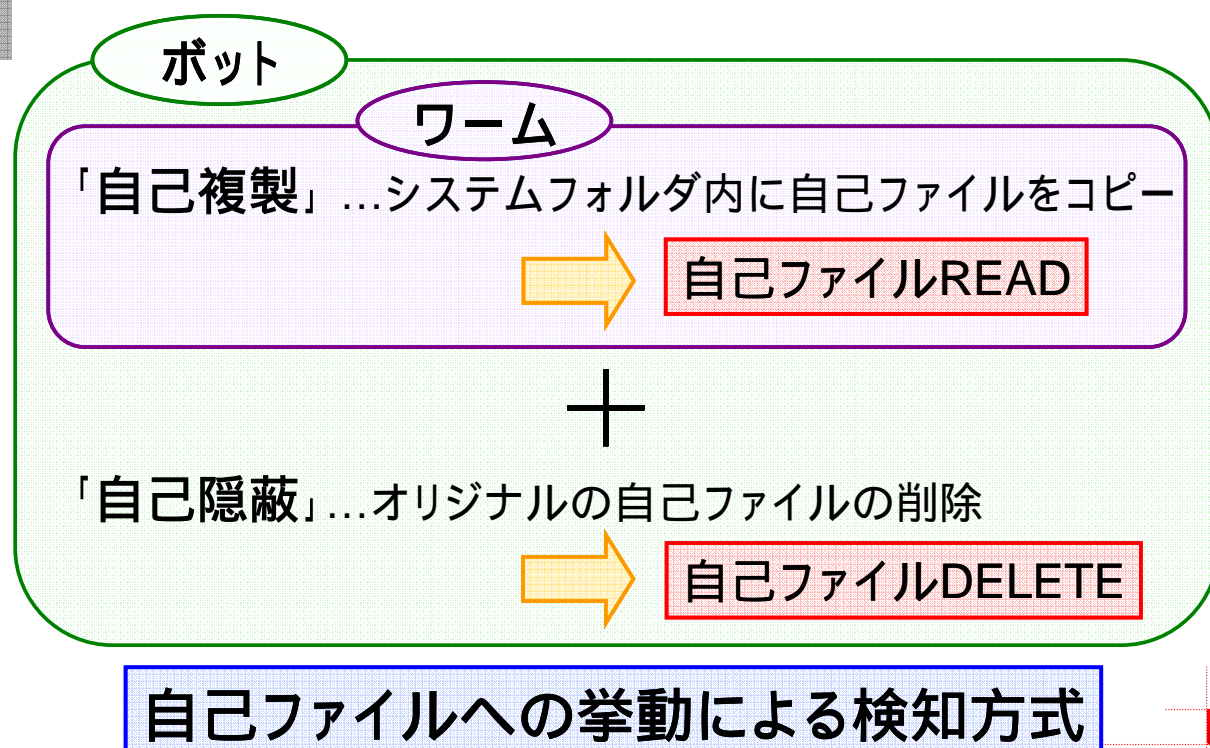 ボット
ワーム
「自己複製」…システムフォルダ内に自己ファイルをコピー
自己ファイルREAD
＋
「自己隠蔽」…オリジナルの自己ファイルの削除
自己ファイルDELETE
自己ファイルへの挙動による検知方式